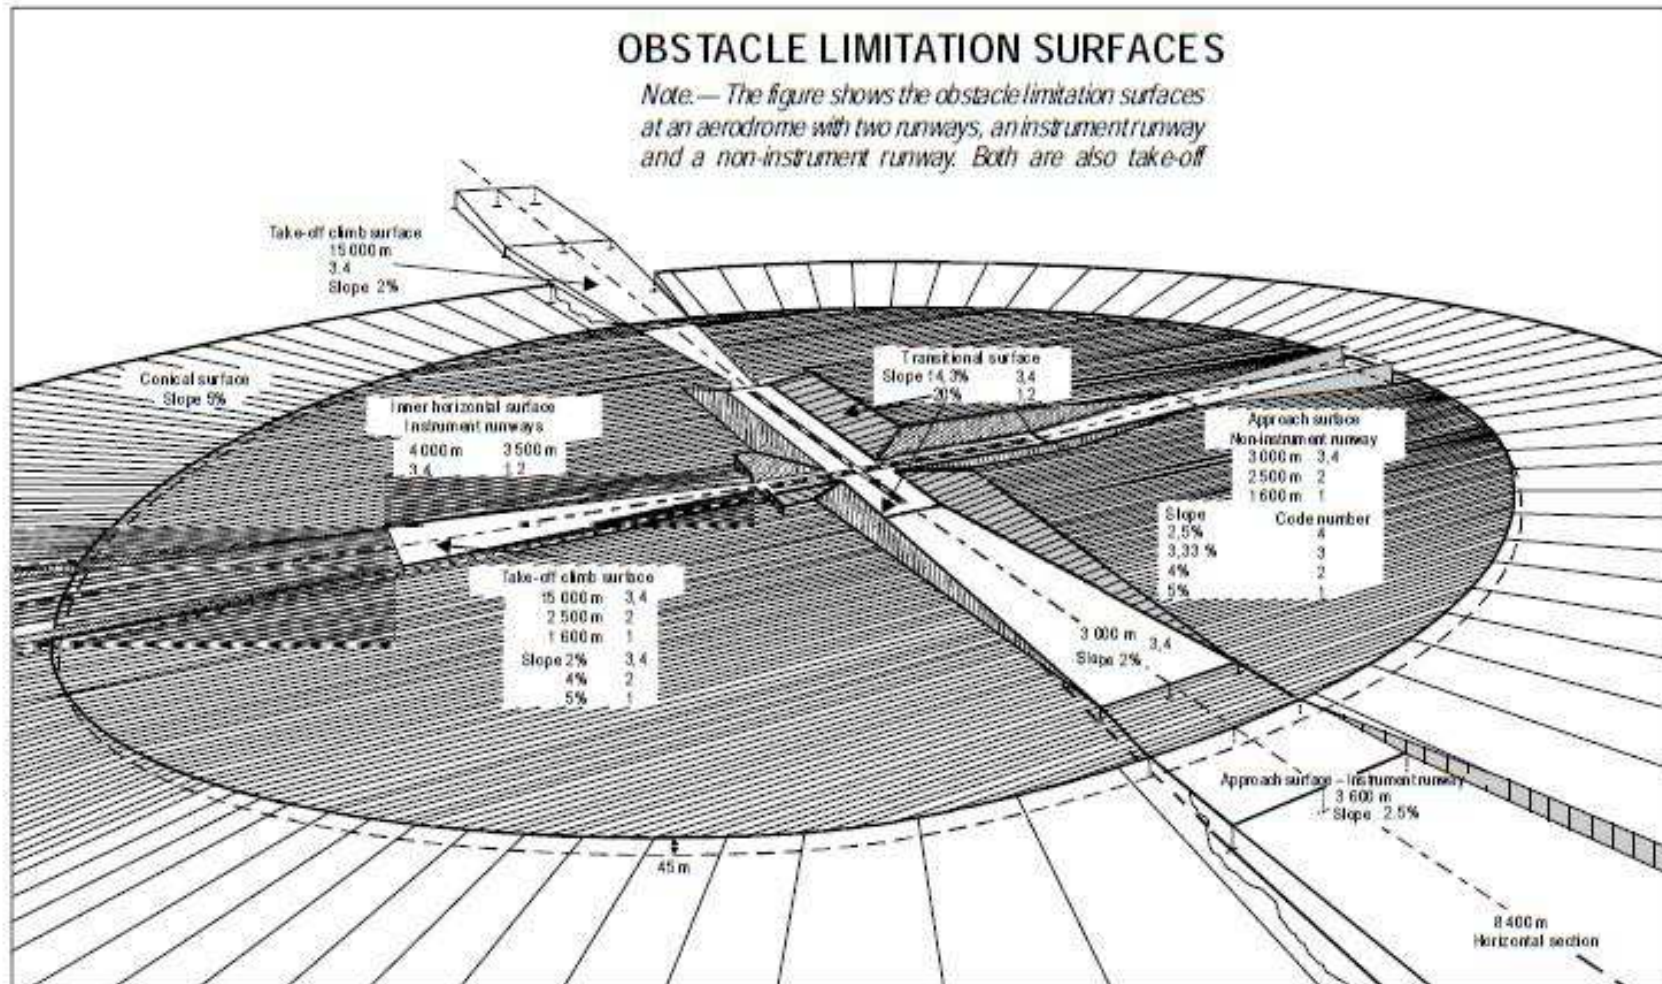 OBSTACLE LIMITATION SURFACES
Note.— The figure shows the obstacle limitation surfaces
at an aerodrome with two runways, an instrument runway
and a non-instrument runway. Both are also take-off
Take-off climb surface
15 000 m
3,4
Slope 2%
Conical surface
Slope 5%
Inner horizontal surface
Instrument runways
4 000 m 3 500 m
3,4 1,2
Transitional surface
Slope 14,3% 3,4
20% 1,2
Approach surface
Non-instrument runway
3 000 m 3,4
2 500 m 2
1 600 m 1
Slope Code number
2,5% 4
3,33 % 3
4% 2
5% 1
Take-off climb surface
15 000 m 3,4
2 500 m 2
1 600 m 1
Slope 2% 3,4
4% 2
5% 1
3 000 m 3,4
Slope 2%
Approach surface – Instrument runway
3 600 m
Slope 2.5%
45 m
8 400 m
Horizontal section